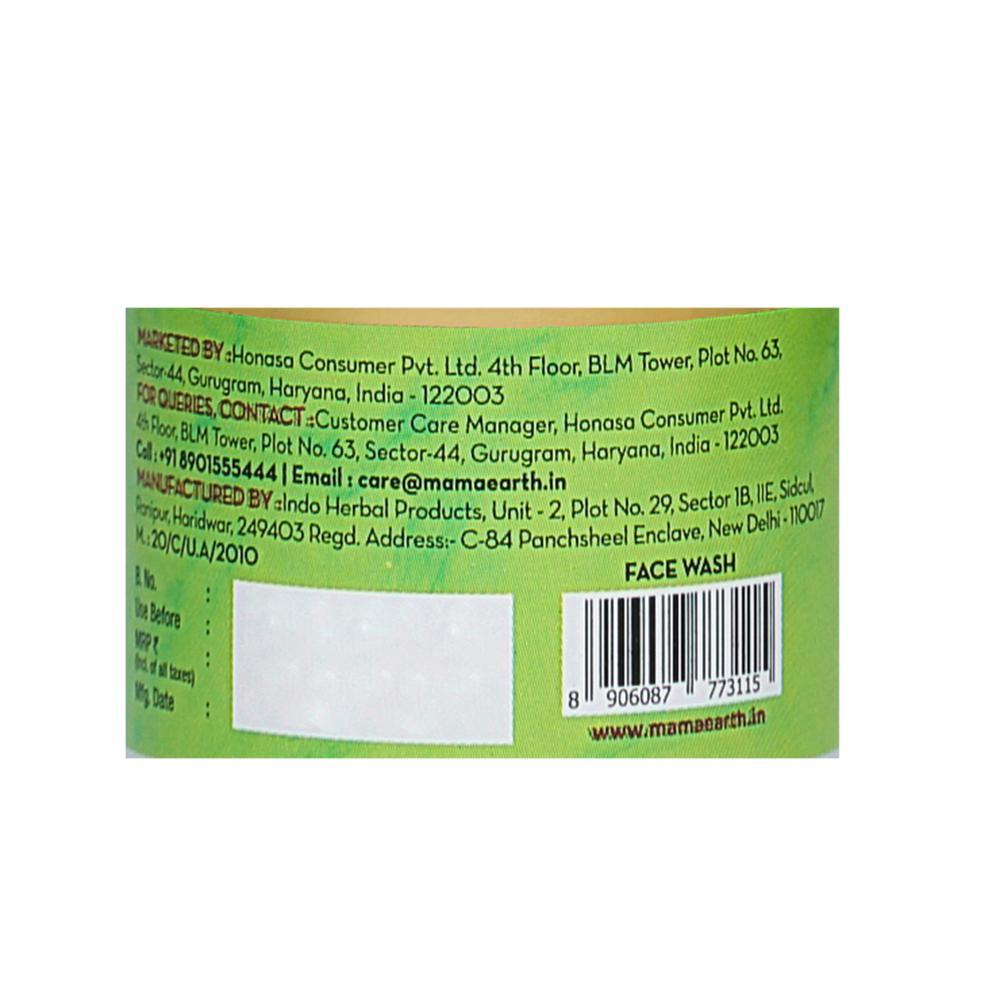 MARKETED BY :Honasa Consumer Pvt. Ltd. 4th Floor, BLM Tower, Plot No. 63,
Sector-44, Gurugram, Haryana, India - 122003
FOR QUERIES, CONTACT :Customer Care Manager, Honasa Consumer Pvt. Ltd.
4th Floor, BLM Tower, Plot No. 63, Sector-44, Gurugram, Haryana, India - 122003
Call : +91 8901555444 | Email : care@mamaearth.in
MANUFACTURED BY :Indo Herbal Products, Unit - 2, Plot No. 29, Sector 1B, IIE, Sidcul,
Ranipur, Haridwar, 249403 Regd. Address:- C-84 Panchsheel Enclave, New Delhi - 110017
M.: 20/C/U.A/2010
B. No. :
Use Before :
MRP ₹ :
(Incl. of all taxes)
Mfg. Date :
FACE WASH
8 906087 773115
www.mamaearth.in